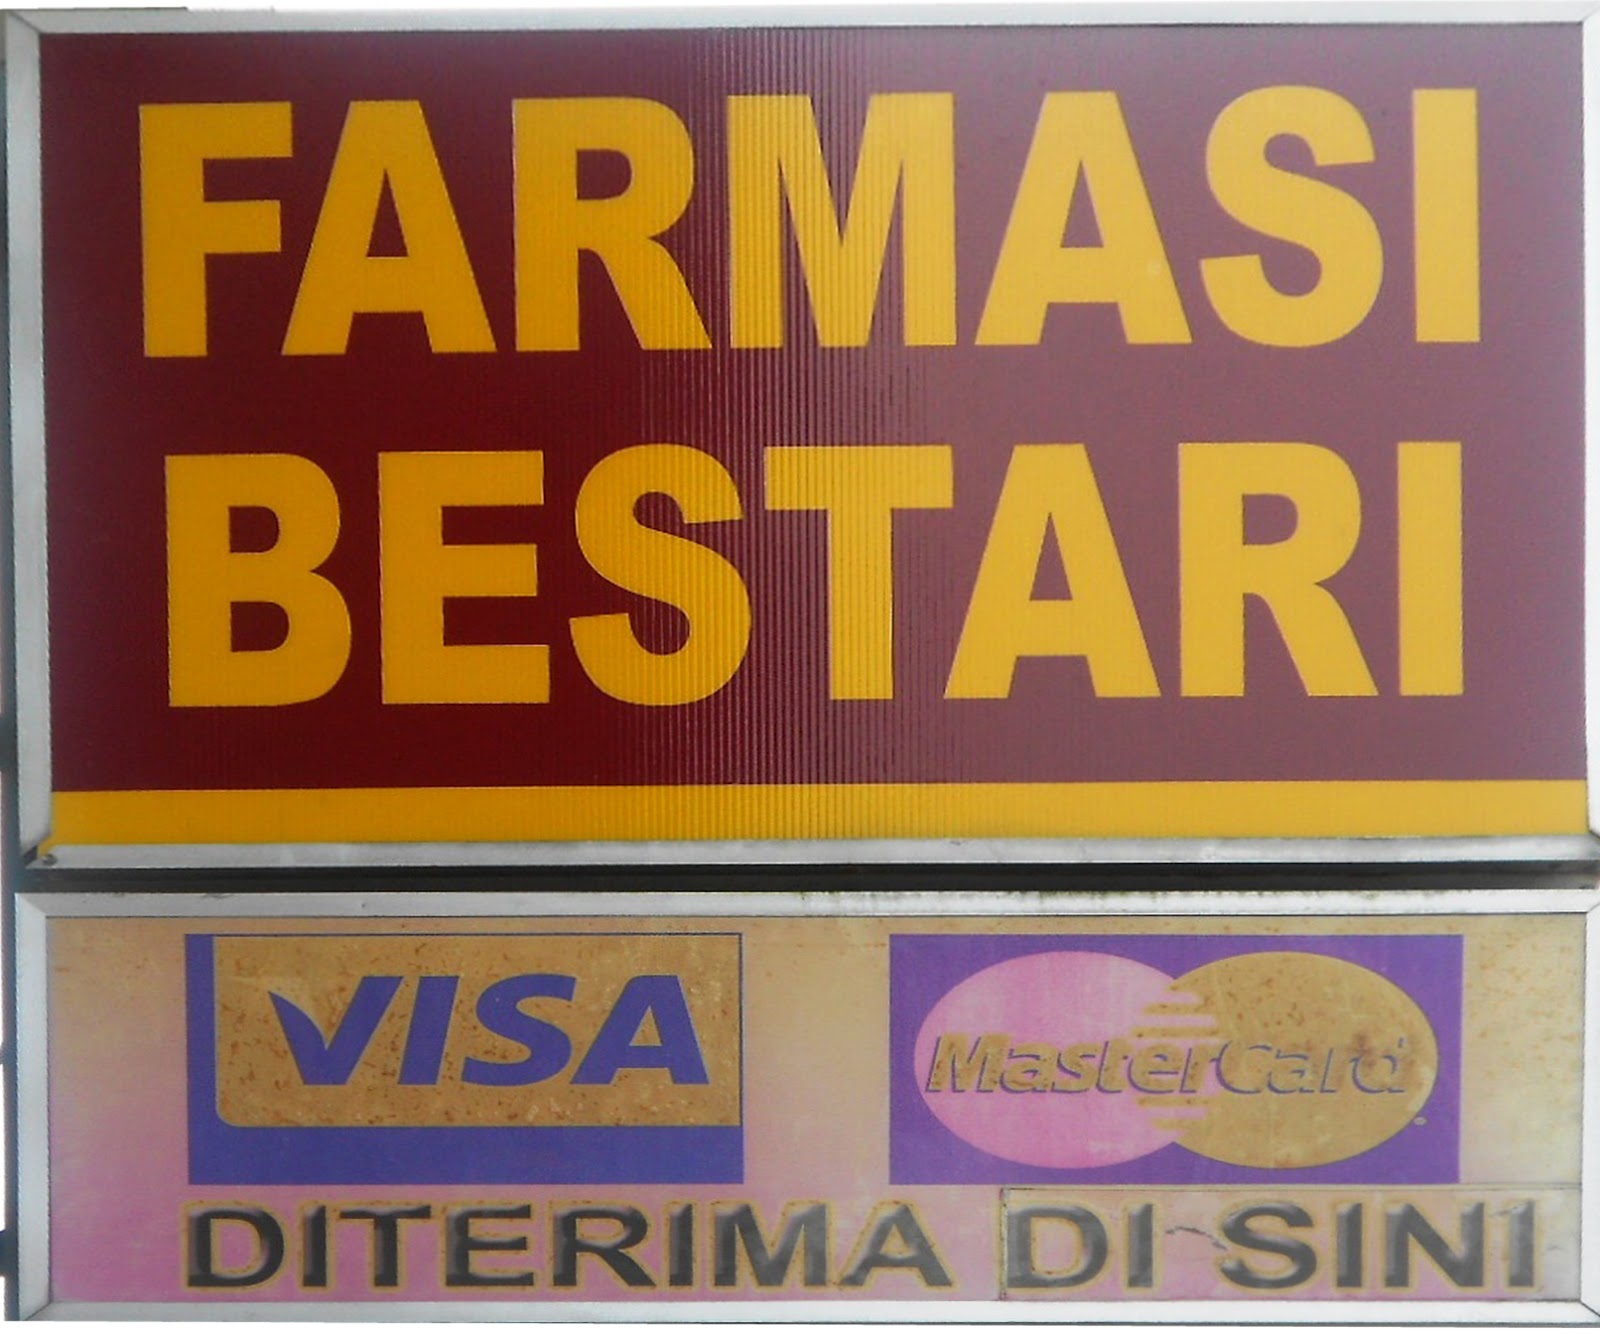 FARMASI
BESTARI
VISA MasterCard
DITERIMA DI SINI